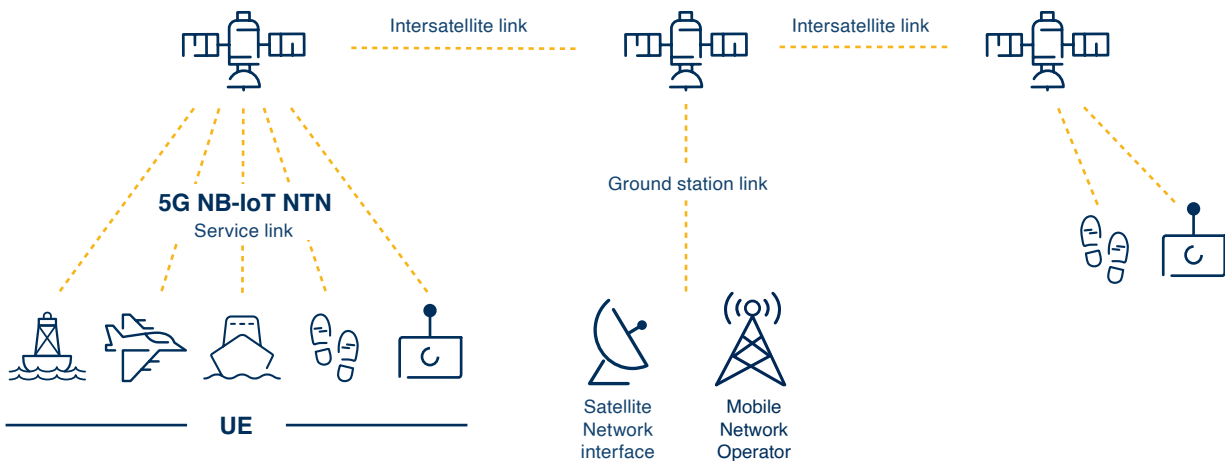 Intersatellite link
Intersatellite link
Ground station link
5G NB-IoT NTN
Service link
UE
Satellite
Network
interface
Mobile
Network
Operator